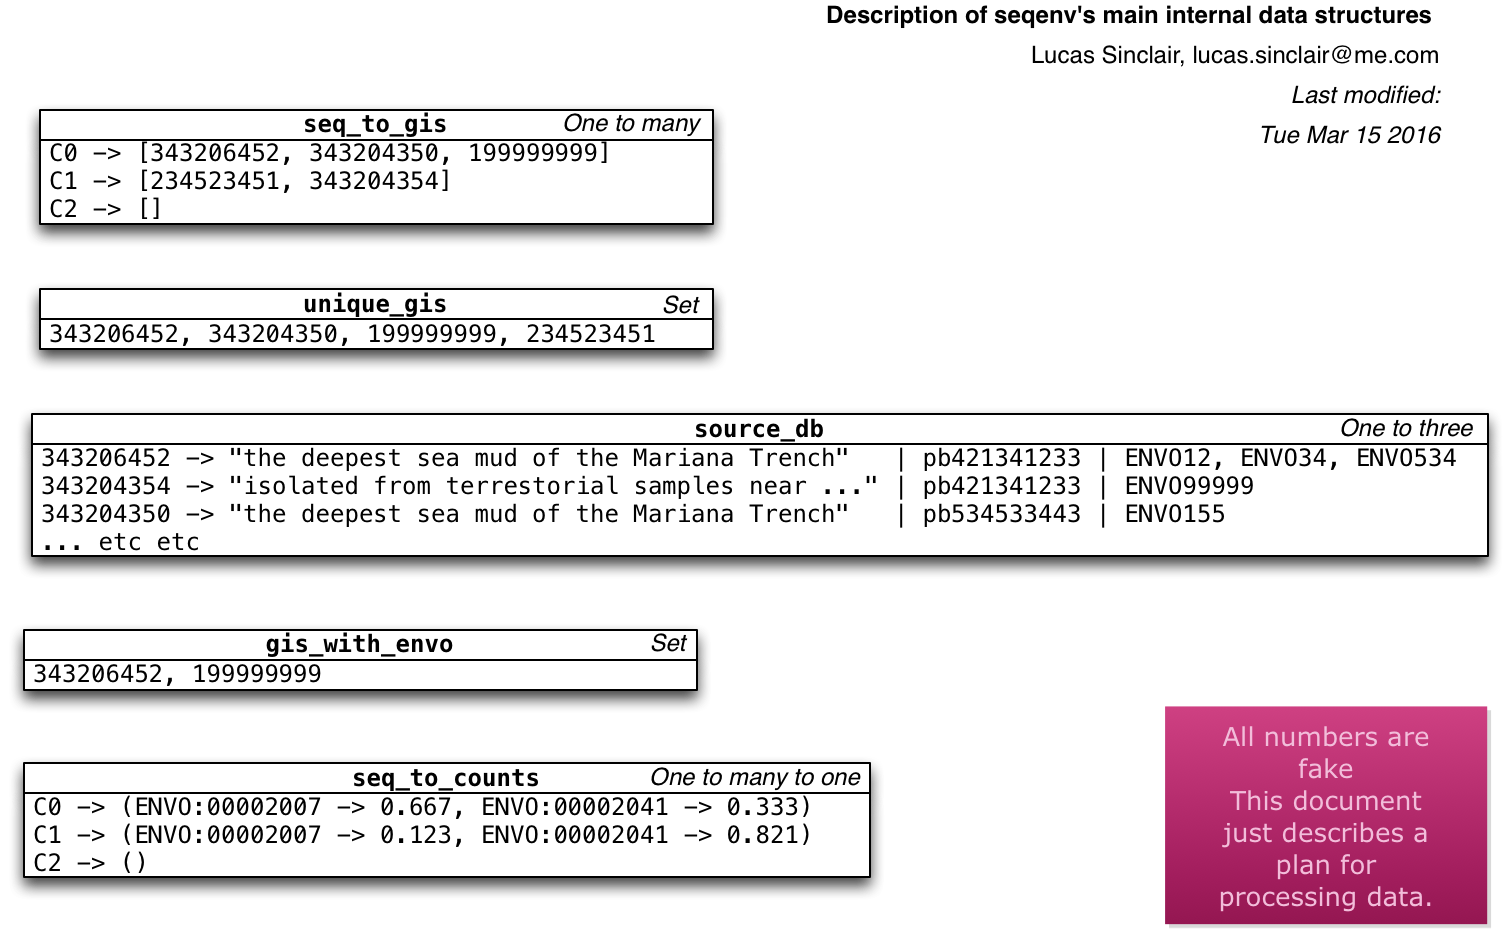 Description of seqenv's main internal data structures
Lucas Sinclair, lucas.sinclair@me.com
Last modified:
Tue Mar 15 2016
seq_to_gis One to many
C0 -> [343206452, 343204350, 199999999]
C1 -> [234523451, 343204354]
C2 -> []
unique_gis Set
343206452, 343204350, 199999999, 234523451
source_db One to three
343206452 -> "the deepest sea mud of the Mariana Trench" | pb421341233 | ENVO12, ENVO34, ENVO534
343204354 -> "isolated from terrestorial samples near ..." | pb421341233 | ENVO99999
343204350 -> "the deepest sea mud of the Mariana Trench" | pb534533443 | ENVO155
... etc etc
gis_with_envo Set
343206452, 199999999
seq_to_counts One to many to one
C0 -> (ENVO:00002007 -> 0.667, ENVO:00002041 -> 0.333)
C1 -> (ENVO:00002007 -> 0.123, ENVO:00002041 -> 0.821)
C2 -> ()
All numbers are
fake
This document
just describes a
plan for
processing data.